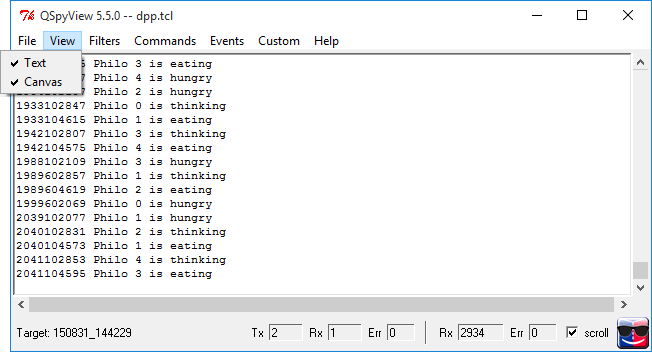 QSpyView 5.5.0 -- dpp.tcl
File View Filters Commands Events Custom Help
Text
Canvas
Philo 3 is eating
Philo 4 is hungry
Philo 2 is hungry
1933102847 Philo 0 is thinking
1933104615 Philo 1 is eating
1942102807 Philo 3 is thinking
1942104575 Philo 4 is eating
1988102109 Philo 3 is hungry
1989602857 Philo 1 is thinking
1989604619 Philo 2 is eating
1999602069 Philo 0 is hungry
2039102077 Philo 1 is hungry
2040102831 Philo 2 is thinking
2040104573 Philo 1 is eating
2041102853 Philo 4 is thinking
2041104595 Philo 3 is eating
Target: 150831_144229 Tx 2 Rx 1 Err 0 Rx 2934 Err 0 scroll